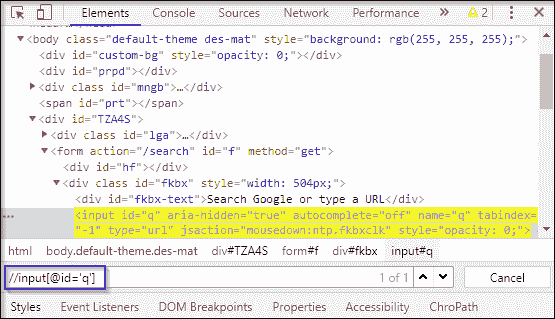 Elements Console Sources Network Performance » 2
<body class="default-theme des-mat" style="background: rgb(255, 255, 255);">
<div id="custom-bg" style="opacity: 0;"></div>
<div id="prpd"></div>
<div class id="mngb">…</div>
<span id="prt"></span>
<div id="TZA4S">
<div class id="lga">…</div>
<form action="/search" id="f" method="get">
<div id="hf"></div>
<div class id="fkbx" style="width: 504px;">
<div id="fkbx-text">Search Google or type a URL</div>
… <input id="q" aria-hidden="true" autocomplete="off" name="q" tabindex=
"-1" type="url" jsaction="mousedown:ntp.fkbxclk" style="opacity: 0;">
html body.default-theme.des-mat div#TZA4S form#f div#fkbx input#q
//input[@id='q'] 1 of 1 Cancel
Styles Event Listeners DOM Breakpoints Properties Accessibility ChroPath